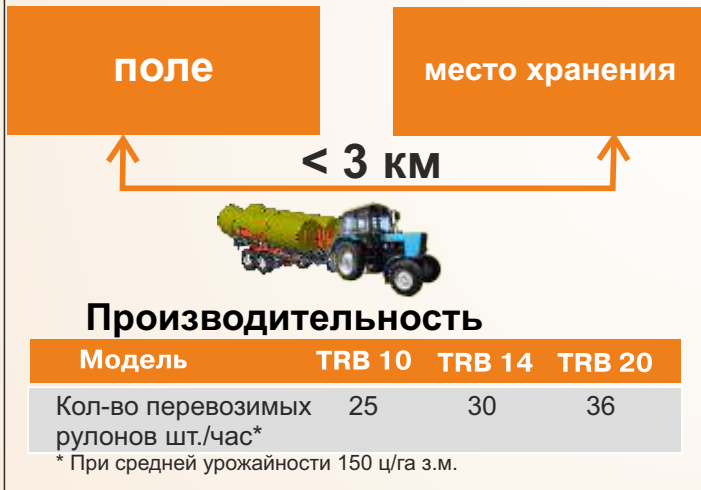 поле
место хранения
< 3 км
Производительность
Модель TRB 10 TRB 14 TRB 20
Кол-во перевозимых 25 30 36
рулонов шт./час*
* При средней урожайности 150 ц/га з.м.